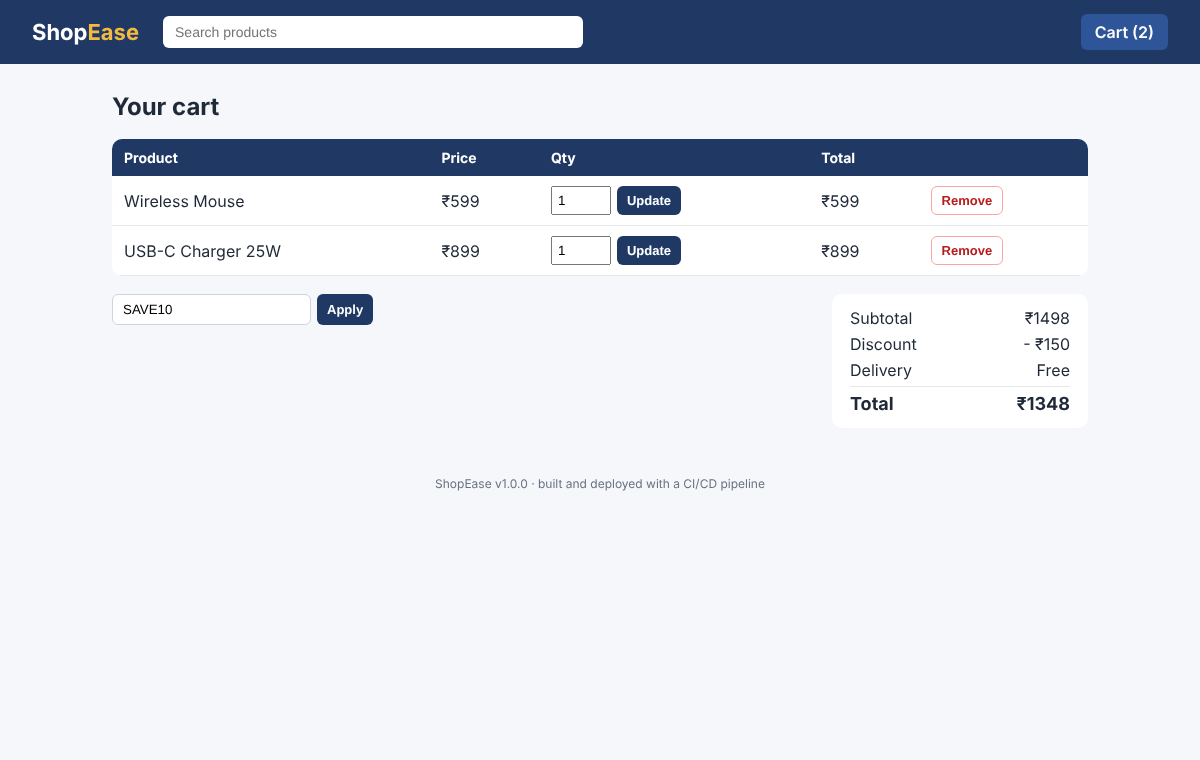 ShopEase Search products Cart (2)
Your cart
Product Price Qty Total
Wireless Mouse ₹599 1 Update ₹599 Remove
USB-C Charger 25W ₹899 1 Update ₹899 Remove
SAVE10 Apply
Subtotal ₹1498
Discount - ₹150
Delivery Free
Total ₹1348
ShopEase v1.0.0 · built and deployed with a CI/CD pipeline